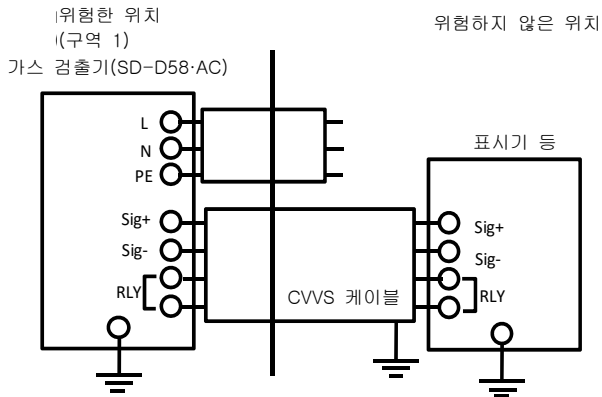 위험한 위치
(구역 1)
가스 검출기(SD-D58·AC)
위험하지 않은 위치
표시기 등
L
N
PE
Sig+
Sig-
RLY
CVVS 케이블
Sig+
Sig-
RLY